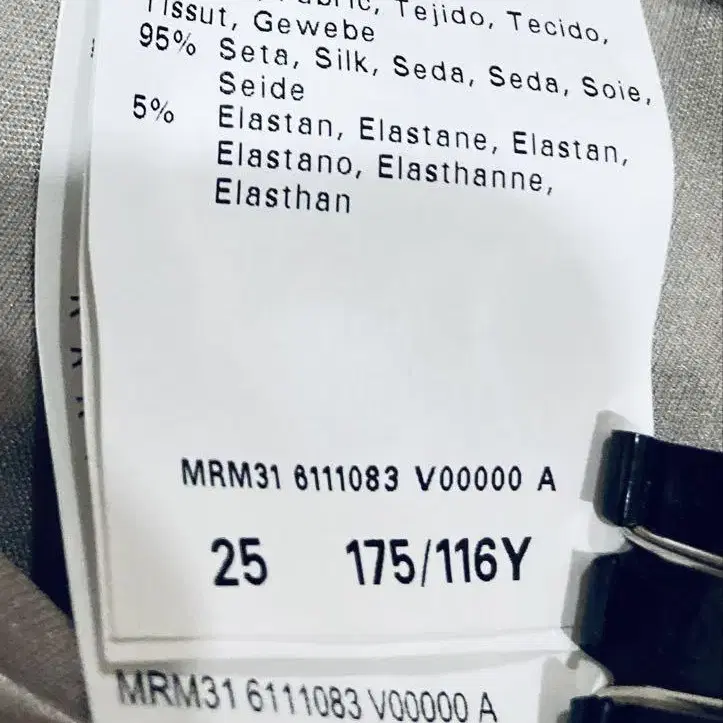 Tejido, Tecido,
Tissut, Gewebe
95% Seta, Silk, Seda, Seda, Soie,
Seide
5% Elastan, Elastane, Elastan,
Elastano, Elasthanne,
Elasthan
MRM31 6111083 V00000 A
25 175/116Y
MRM31 6111083 V00000 A